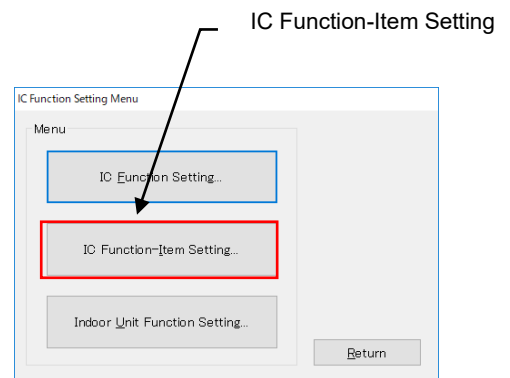 IC Function-Item Setting
IC Function Setting Menu
Menu
IC Function Setting...
IC Function-Item Setting...
Indoor Unit Function Setting...
Return